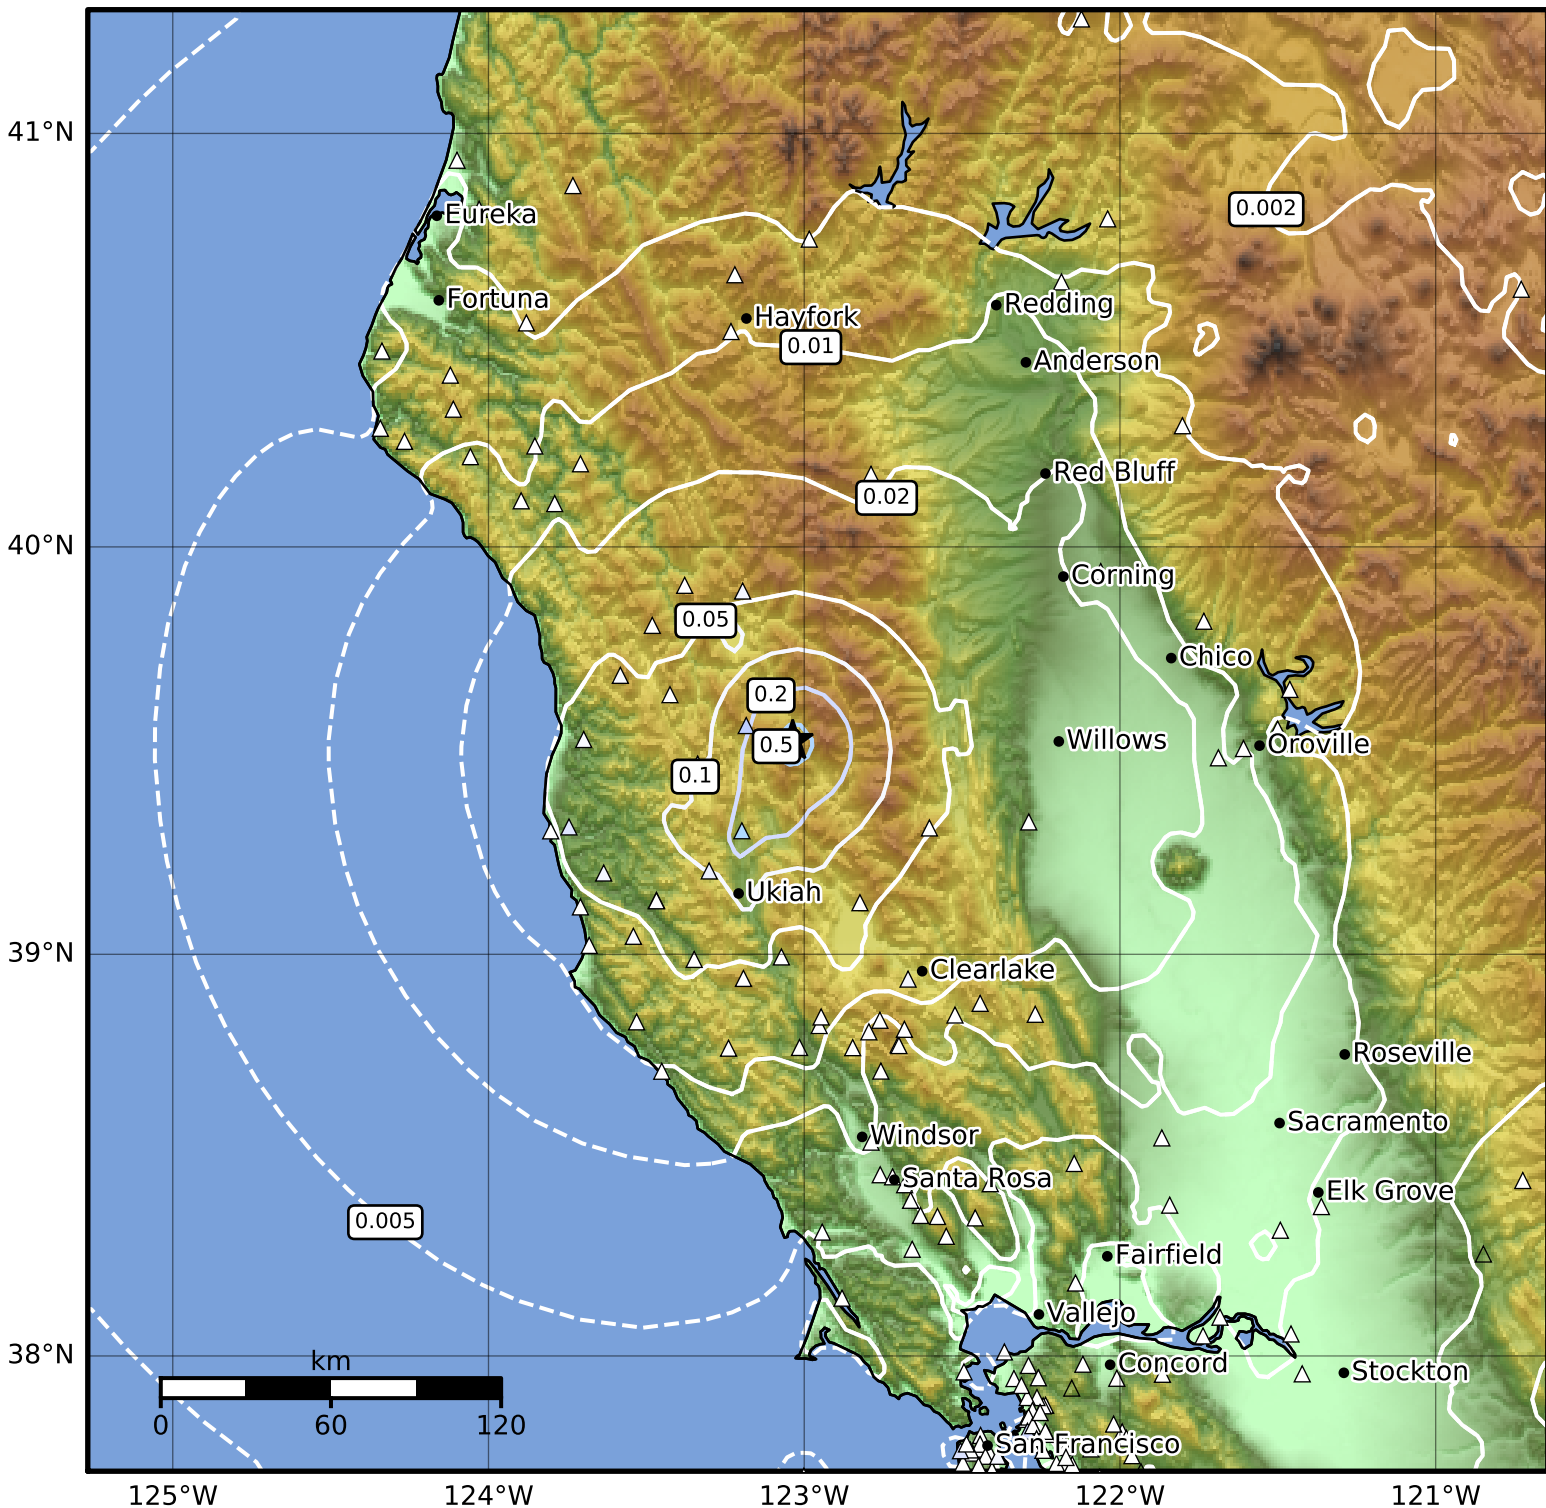 41°N
0.002
Eureka
Fortuna
Redding
Hayfork
0.01
Anderson
Red Bluff
0.02
40°N
Corning
0.05
Chico
0.2
Willows
Oroville
0.5
0.1
Ukiah
39°N
Clearlake
Roseville
Sacramento
Windsor
Santa Rosa
Elk Grove
0.005
Fairfield
Vallejo
38°N
km
Concord
Stockton
0 60 120
San Francisco
125°W 124°W 123°W 122°W 121°W